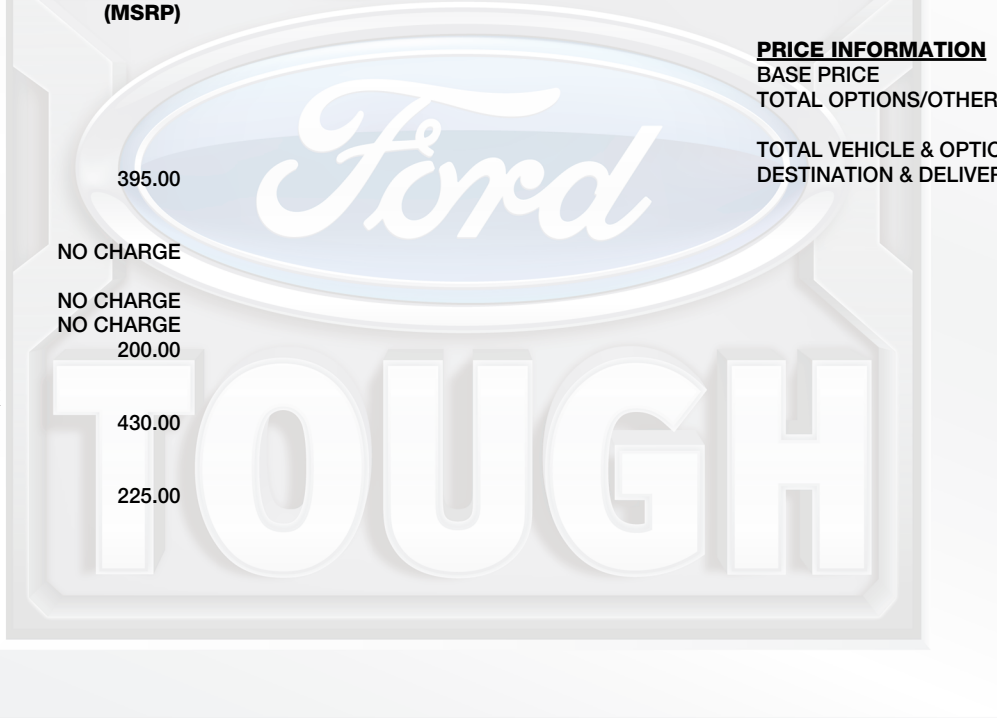 (MSRP)
395.00
NO CHARGE
NO CHARGE
NO CHARGE
200.00
430.00
225.00
PRICE INFORMATION
BASE PRICE
TOTAL OPTIONS/OTHER
TOTAL VEHICLE & OPTIO
DESTINATION & DELIVER
Ford
TOUGH